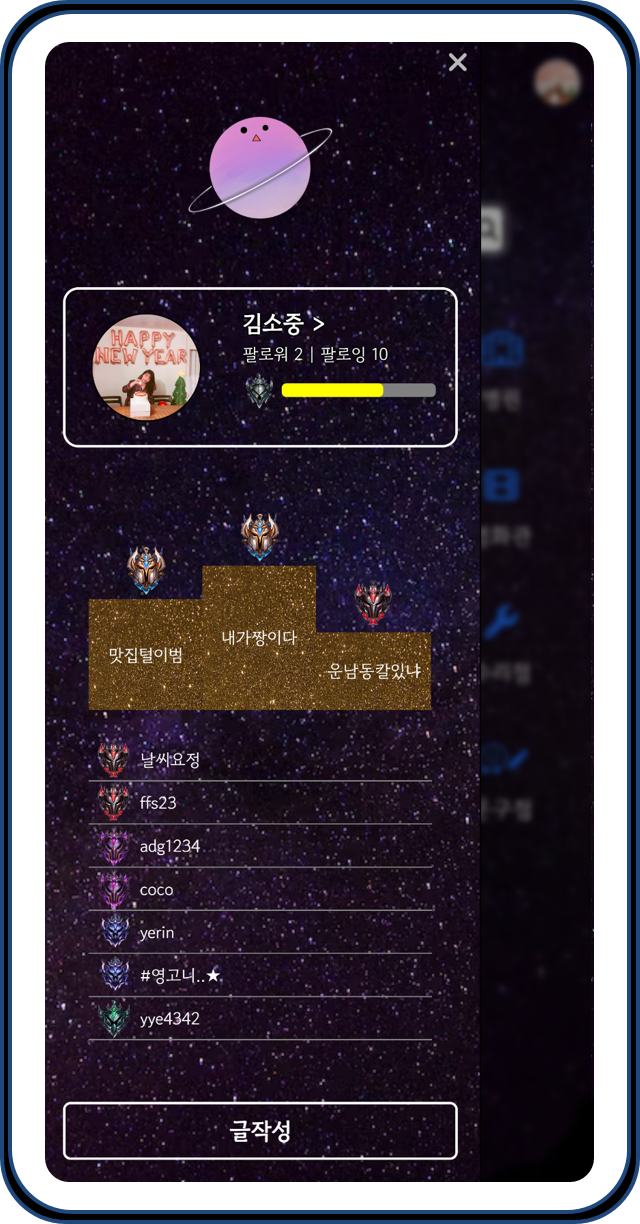 HAPPY
NEW YEAR
김소중 >
팔로워 2 | 팔로잉 10
내가짱이다
맛집털이범
운남동칼있냐
날씨요정
ffs23
adg1234
coco
yerin
#영고니..★
yye4342
글작성